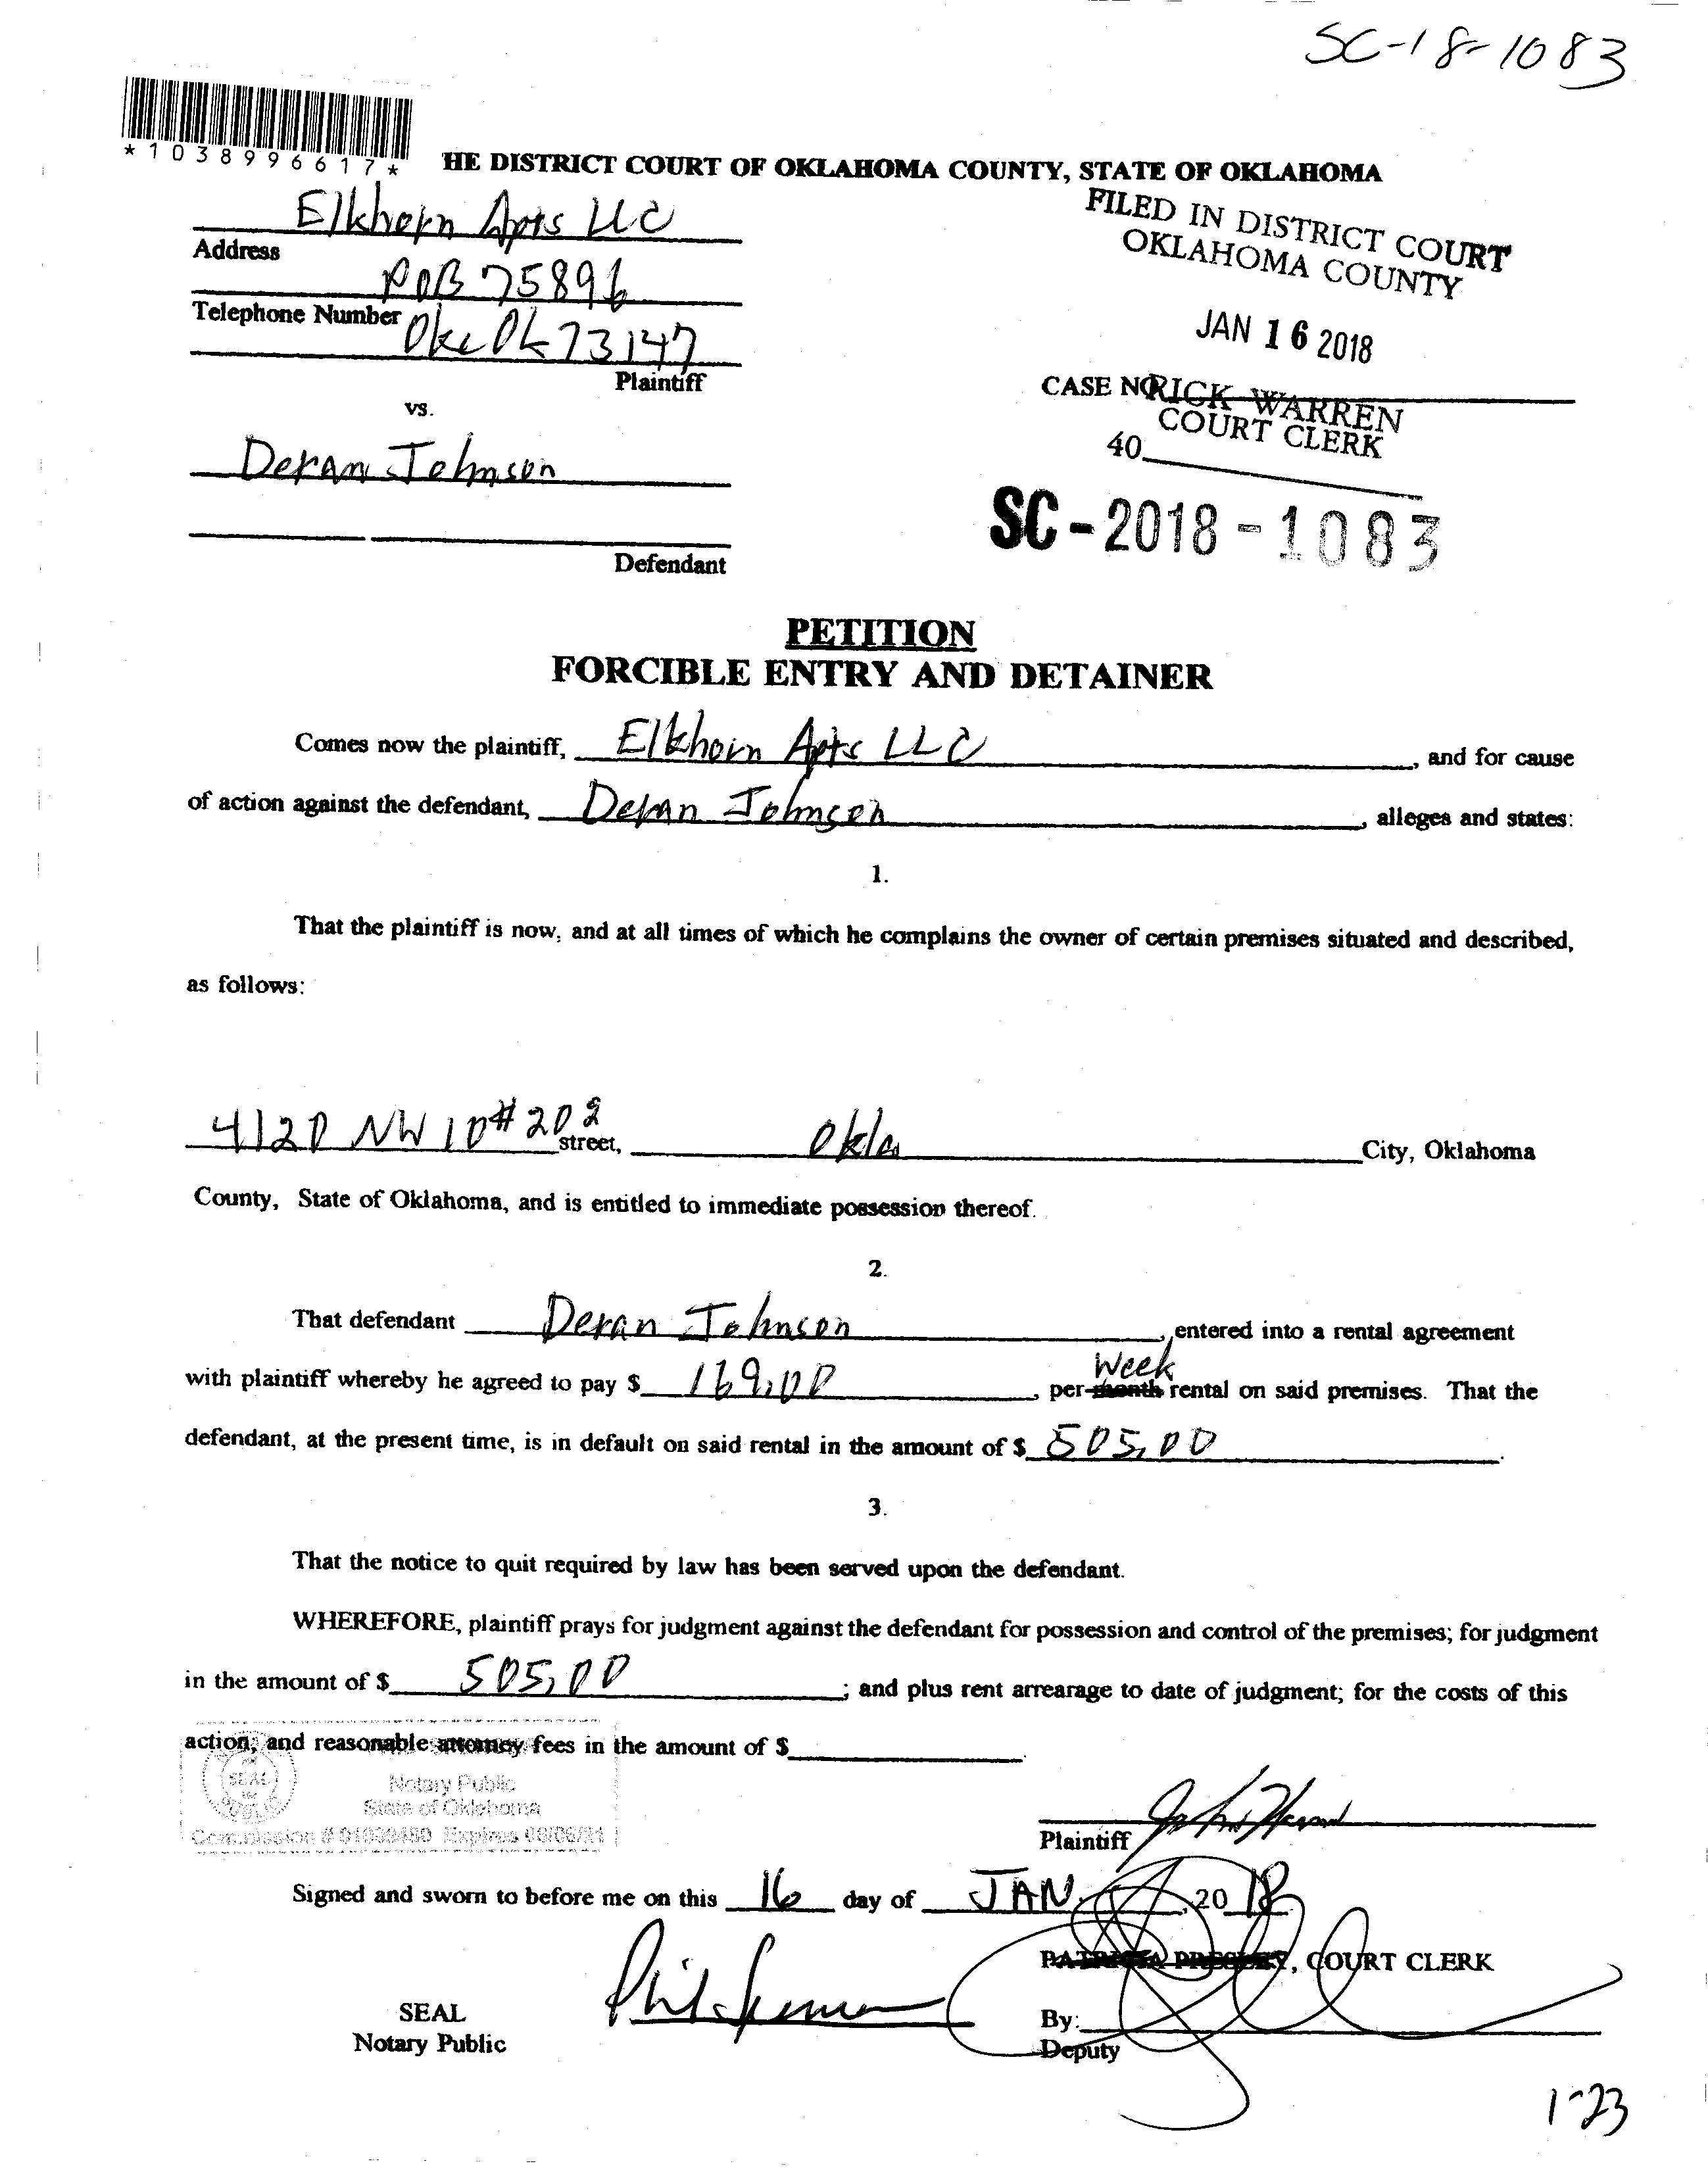 SC-18-1083
*1038996617*
HE DISTRICT COURT OF OKLAHOMA COUNTY, STATE OF OKLAHOMA
Elkhorn Apts LLC
FILED IN DISTRICT COURT
OKLAHOMA COUNTY
Address
POB 75896
Telephone Number
JAN 16 2018
Okc Ok 73147
Plaintiff
CASE NO.
RICK WARREN
COURT CLERK
vs.
40
Deran Johnson
SC-2018-1083
Defendant
PETITION
FORCIBLE ENTRY AND DETAINER
Comes now the plaintiff, Elkhorn Apts LLC, and for cause
of action against the defendant, Deran Johnson, alleges and states:
1.
That the plaintiff is now, and at all times of which he complains the owner of certain premises situated and described,
as follows:
4120 NW 10 #202 street, Okla City, Oklahoma
County, State of Oklahoma, and is entitled to immediate possession thereof.
2.
That defendant Deran Johnson, entered into a rental agreement
with plaintiff whereby he agreed to pay $ 169.00, per month Week rental on said premises. That the
defendant, at the present time, is in default on said rental in the amount of $ 505.00.
3.
That the notice to quit required by law has been served upon the defendant.
WHEREFORE, plaintiff prays for judgment against the defendant for possession and control of the premises; for judgment
in the amount of $ 505.00; and plus rent arrearage to date of judgment; for the costs of this
action, and reasonable attorney fees in the amount of $
SEAL
Notary Public
State of Oklahoma
Commission # Expires
Plaintiff
Signed and sworn to before me on this 16 day of JAN, 2018
PATRICIA PRESLEY, COURT CLERK
SEAL
By:
Notary Public
Deputy
1-23